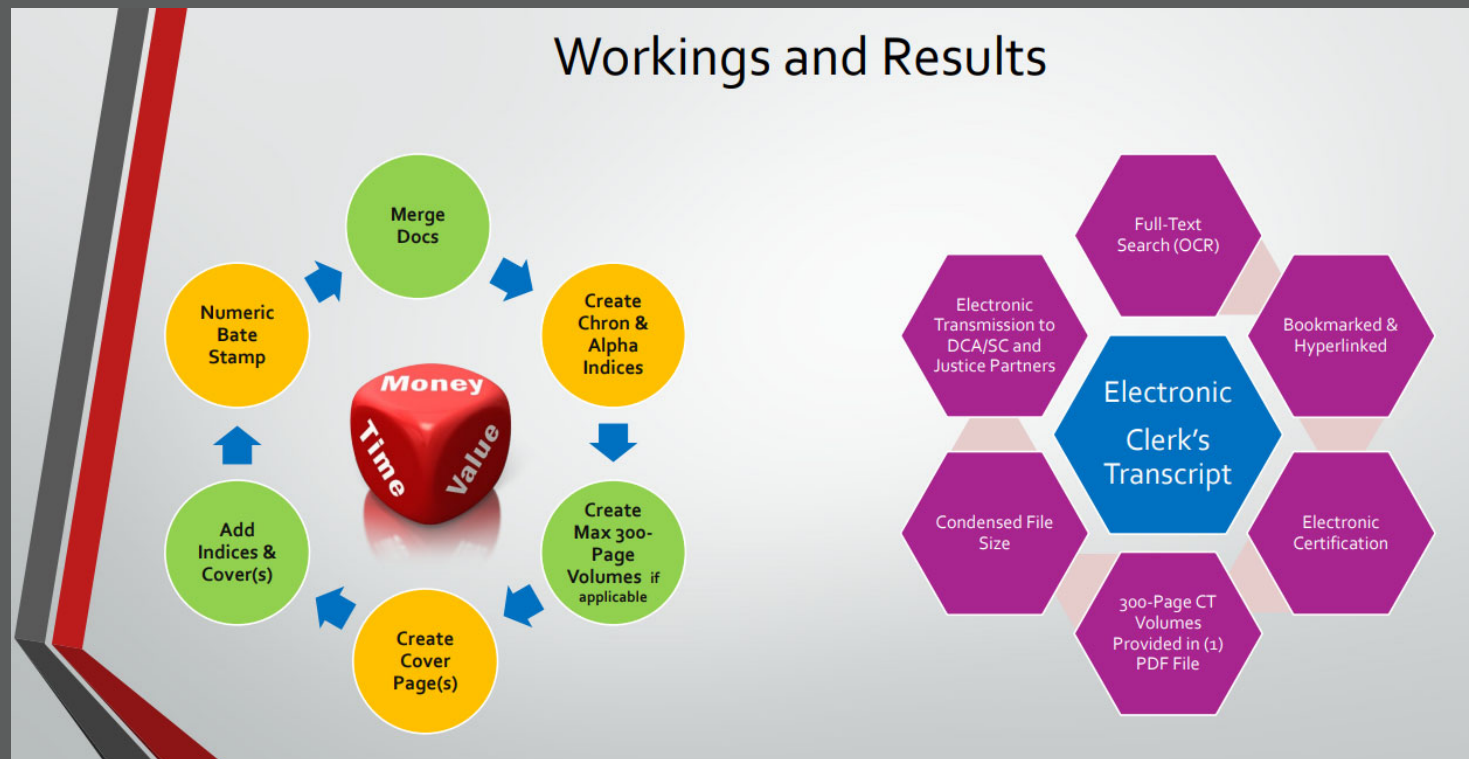 Workings and Results
Merge
Docs
Create
Chron &
Alpha
Indices
Create
Max 300-
Page
Volumes if
applicable
Create
Cover
Page(s)
Add
Indices &
Cover(s)
Numeric
Bate
Stamp
Money
Time
Value
Full-Text
Search (OCR)
Bookmarked &
Hyperlinked
Electronic
Certification
300-Page CT
Volumes
Provided in (1)
PDF File
Condensed File
Size
Electronic
Transmission to
DCA/SC and
Justice Partners
Electronic
Clerk's
Transcript